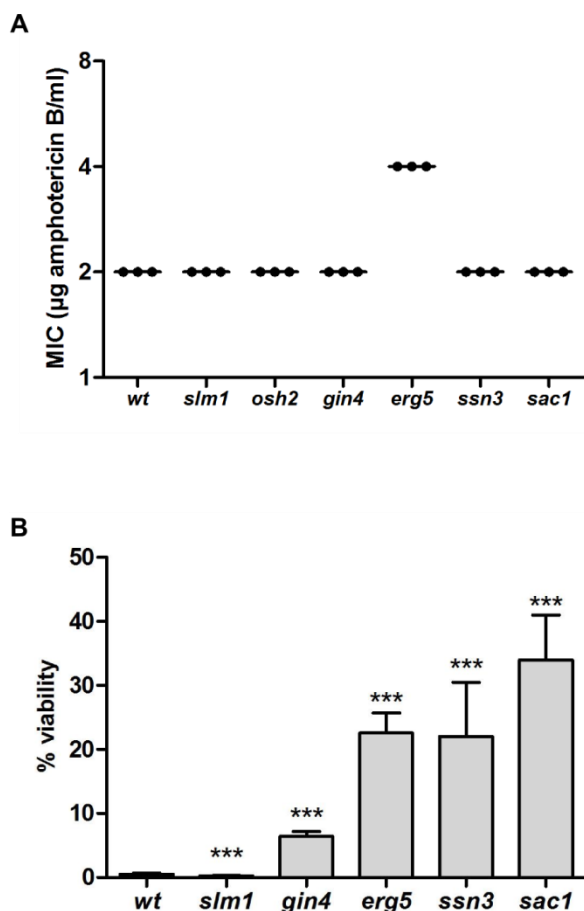 A
MIC (µg amphotericin B/ml)
8
4
2
1
wt slm1 osh2 gin4 erg5 ssn3 sac1
B
% viability
50
40
30
20
10
0
*** *** *** *** ***
wt slm1 gin4 erg5 ssn3 sac1